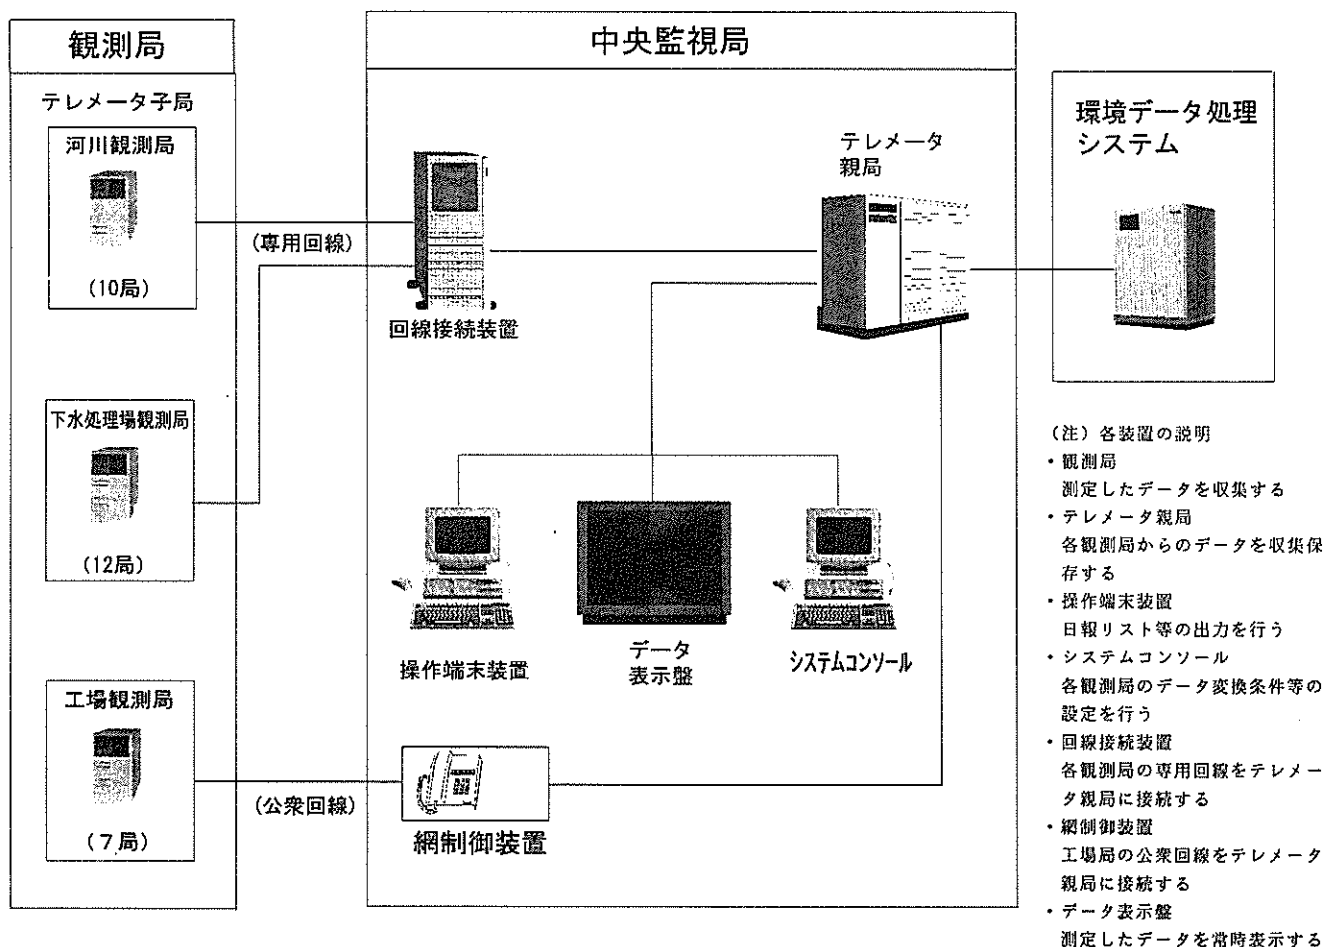 観測局
テレメータ子局
河川観測局
(10局)
下水処理場観測局
(12局)
工場観測局
(7局)
(専用回線)
(公衆回線)
中央監視局
回線接続装置
テレメータ
親局
操作端末装置
データ
表示盤
システムコンソール
網制御装置
環境データ処理
システム
(注)各装置の説明
・観測局
測定したデータを収集する
・テレメータ親局
各観測局からのデータを収集保
存する
・操作端末装置
日報リスト等の出力を行う
・システムコンソール
各観測局のデータ変換条件等の
設定を行う
・回線接続装置
各観測局の専用回線をテレメー
タ親局に接続する
・網制御装置
工場局の公衆回線をテレメータ
親局に接続する
・データ表示盤
測定したデータを常時表示する